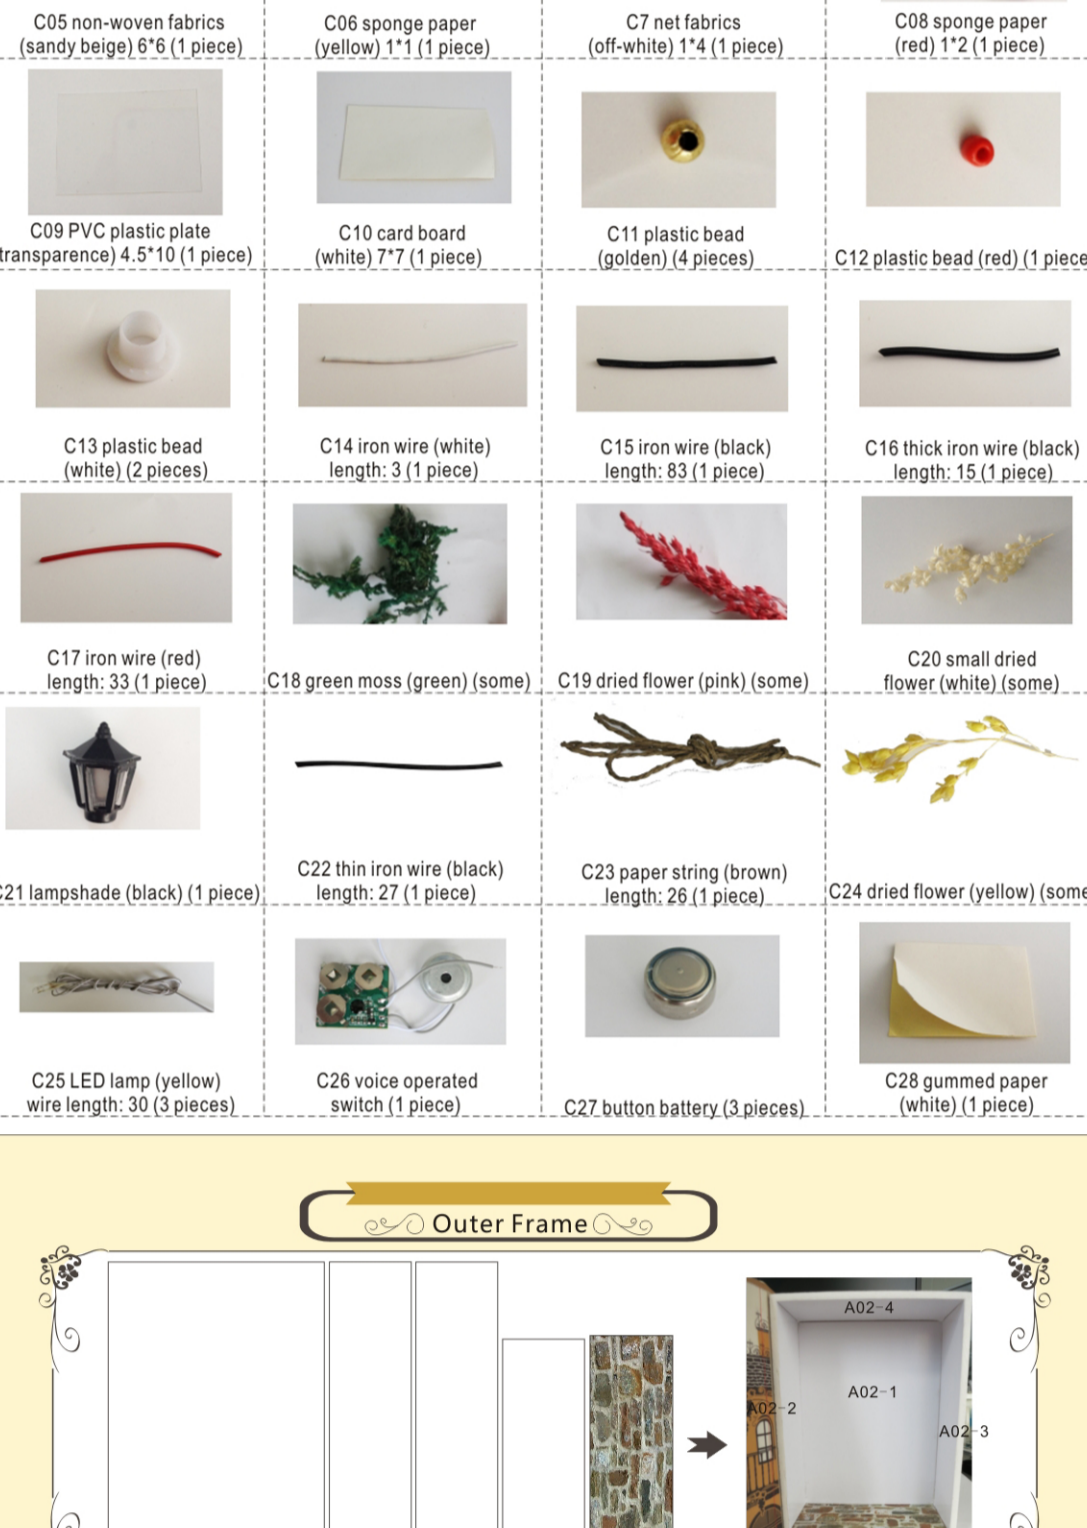 C05 non-woven fabrics
(sandy beige) 6*6 (1 piece)
C06 sponge paper
(yellow) 1*1 (1 piece)
C7 net fabrics
(off-white) 1*4 (1 piece)
C08 sponge paper
(red) 1*2 (1 piece)
C09 PVC plastic plate
transparence) 4.5*10 (1 piece)
C10 card board
(white) 7*7 (1 piece)
C11 plastic bead
(golden) (4 pieces)
C12 plastic bead (red) (1 piece
C13 plastic bead
(white) (2 pieces)
C14 iron wire (white)
length: 3 (1 piece)
C15 iron wire (black)
length: 83 (1 piece)
C16 thick iron wire (black)
length: 15 (1 piece)
C17 iron wire (red)
length: 33 (1 piece)
C18 green moss (green) (some)
C19 dried flower (pink) (some)
C20 small dried
flower (white) (some)
C21 lampshade (black) (1 piece)
C22 thin iron wire (black)
length: 27 (1 piece)
C23 paper string (brown)
length: 26 (1 piece)
C24 dried flower (yellow) (some
C25 LED lamp (yellow)
wire length: 30 (3 pieces)
C26 voice operated
switch (1 piece)
C27 button battery (3 pieces)
C28 gummed paper
(white) (1 piece)
Outer Frame
A02-4
A02-1
A02-2
A02-3